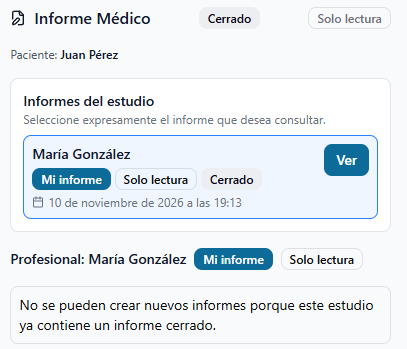 Informe Médico Cerrado Solo lectura
Paciente: Juan Pérez
Informes del estudio
Seleccione expresamente el informe que desea consultar.
María González
Ver
Mi informe Solo lectura Cerrado
10 de noviembre de 2026 a las 19:13
Profesional: María González Mi informe Solo lectura
No se pueden crear nuevos informes porque este estudio
ya contiene un informe cerrado.